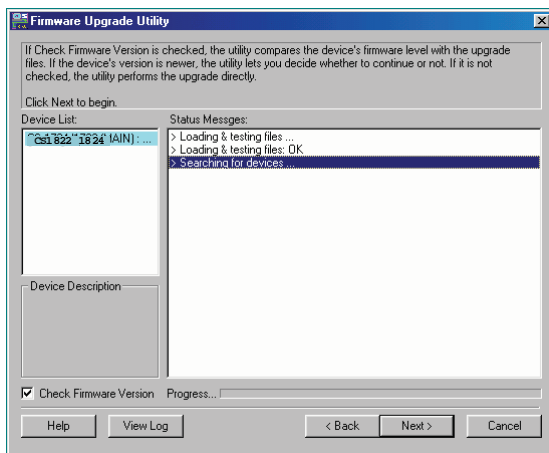 Firmware Upgrade Utility
If Check Firmware Version is checked, the utility compares the device's firmware level with the upgrade
files. If the device's version is newer, the utility lets you decide whether to continue or not. If it is not
checked, the utility performs the upgrade directly.
Click Next to begin.
Device List:
CS1822 1824 (AIN) : ...
Status Messges:
> Loading & testing files ...
> Loading & testing files: OK
> Searching for devices ...
Device Description
Check Firmware Version
Progress...
Help
View Log
< Back
Next >
Cancel